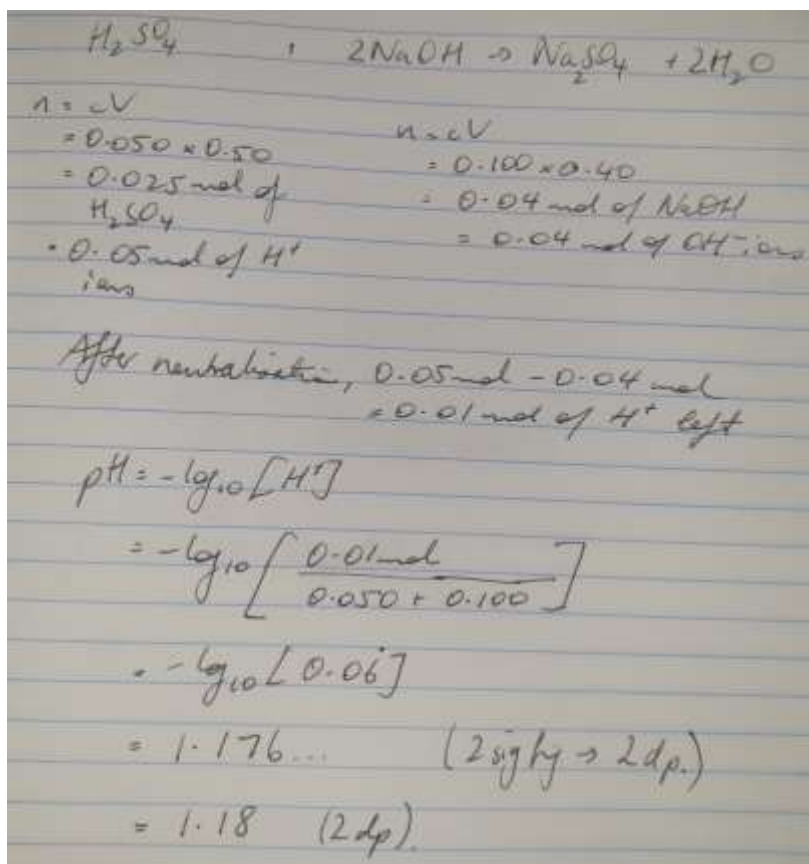 H₂SO₄ + 2NaOH → Na₂SO₄ + 2H₂O
n = cV
= 0.050 × 0.50
= 0.025 mol of
H₂SO₄
= 0.05 mol of H⁺
ions
n = cV
= 0.100 × 0.40
= 0.04 mol of NaOH
= 0.04 mol of OH⁻ ions
After neutralisation, 0.05 mol - 0.04 mol
= 0.01 mol of H⁺ left
pH = -log₁₀[H⁺]
= -log₁₀[0.01 mol / 0.050 + 0.100]
= -log₁₀[0.06̇]
= 1.176... (2 sig fig → 2 dp.)
= 1.18 (2 dp).